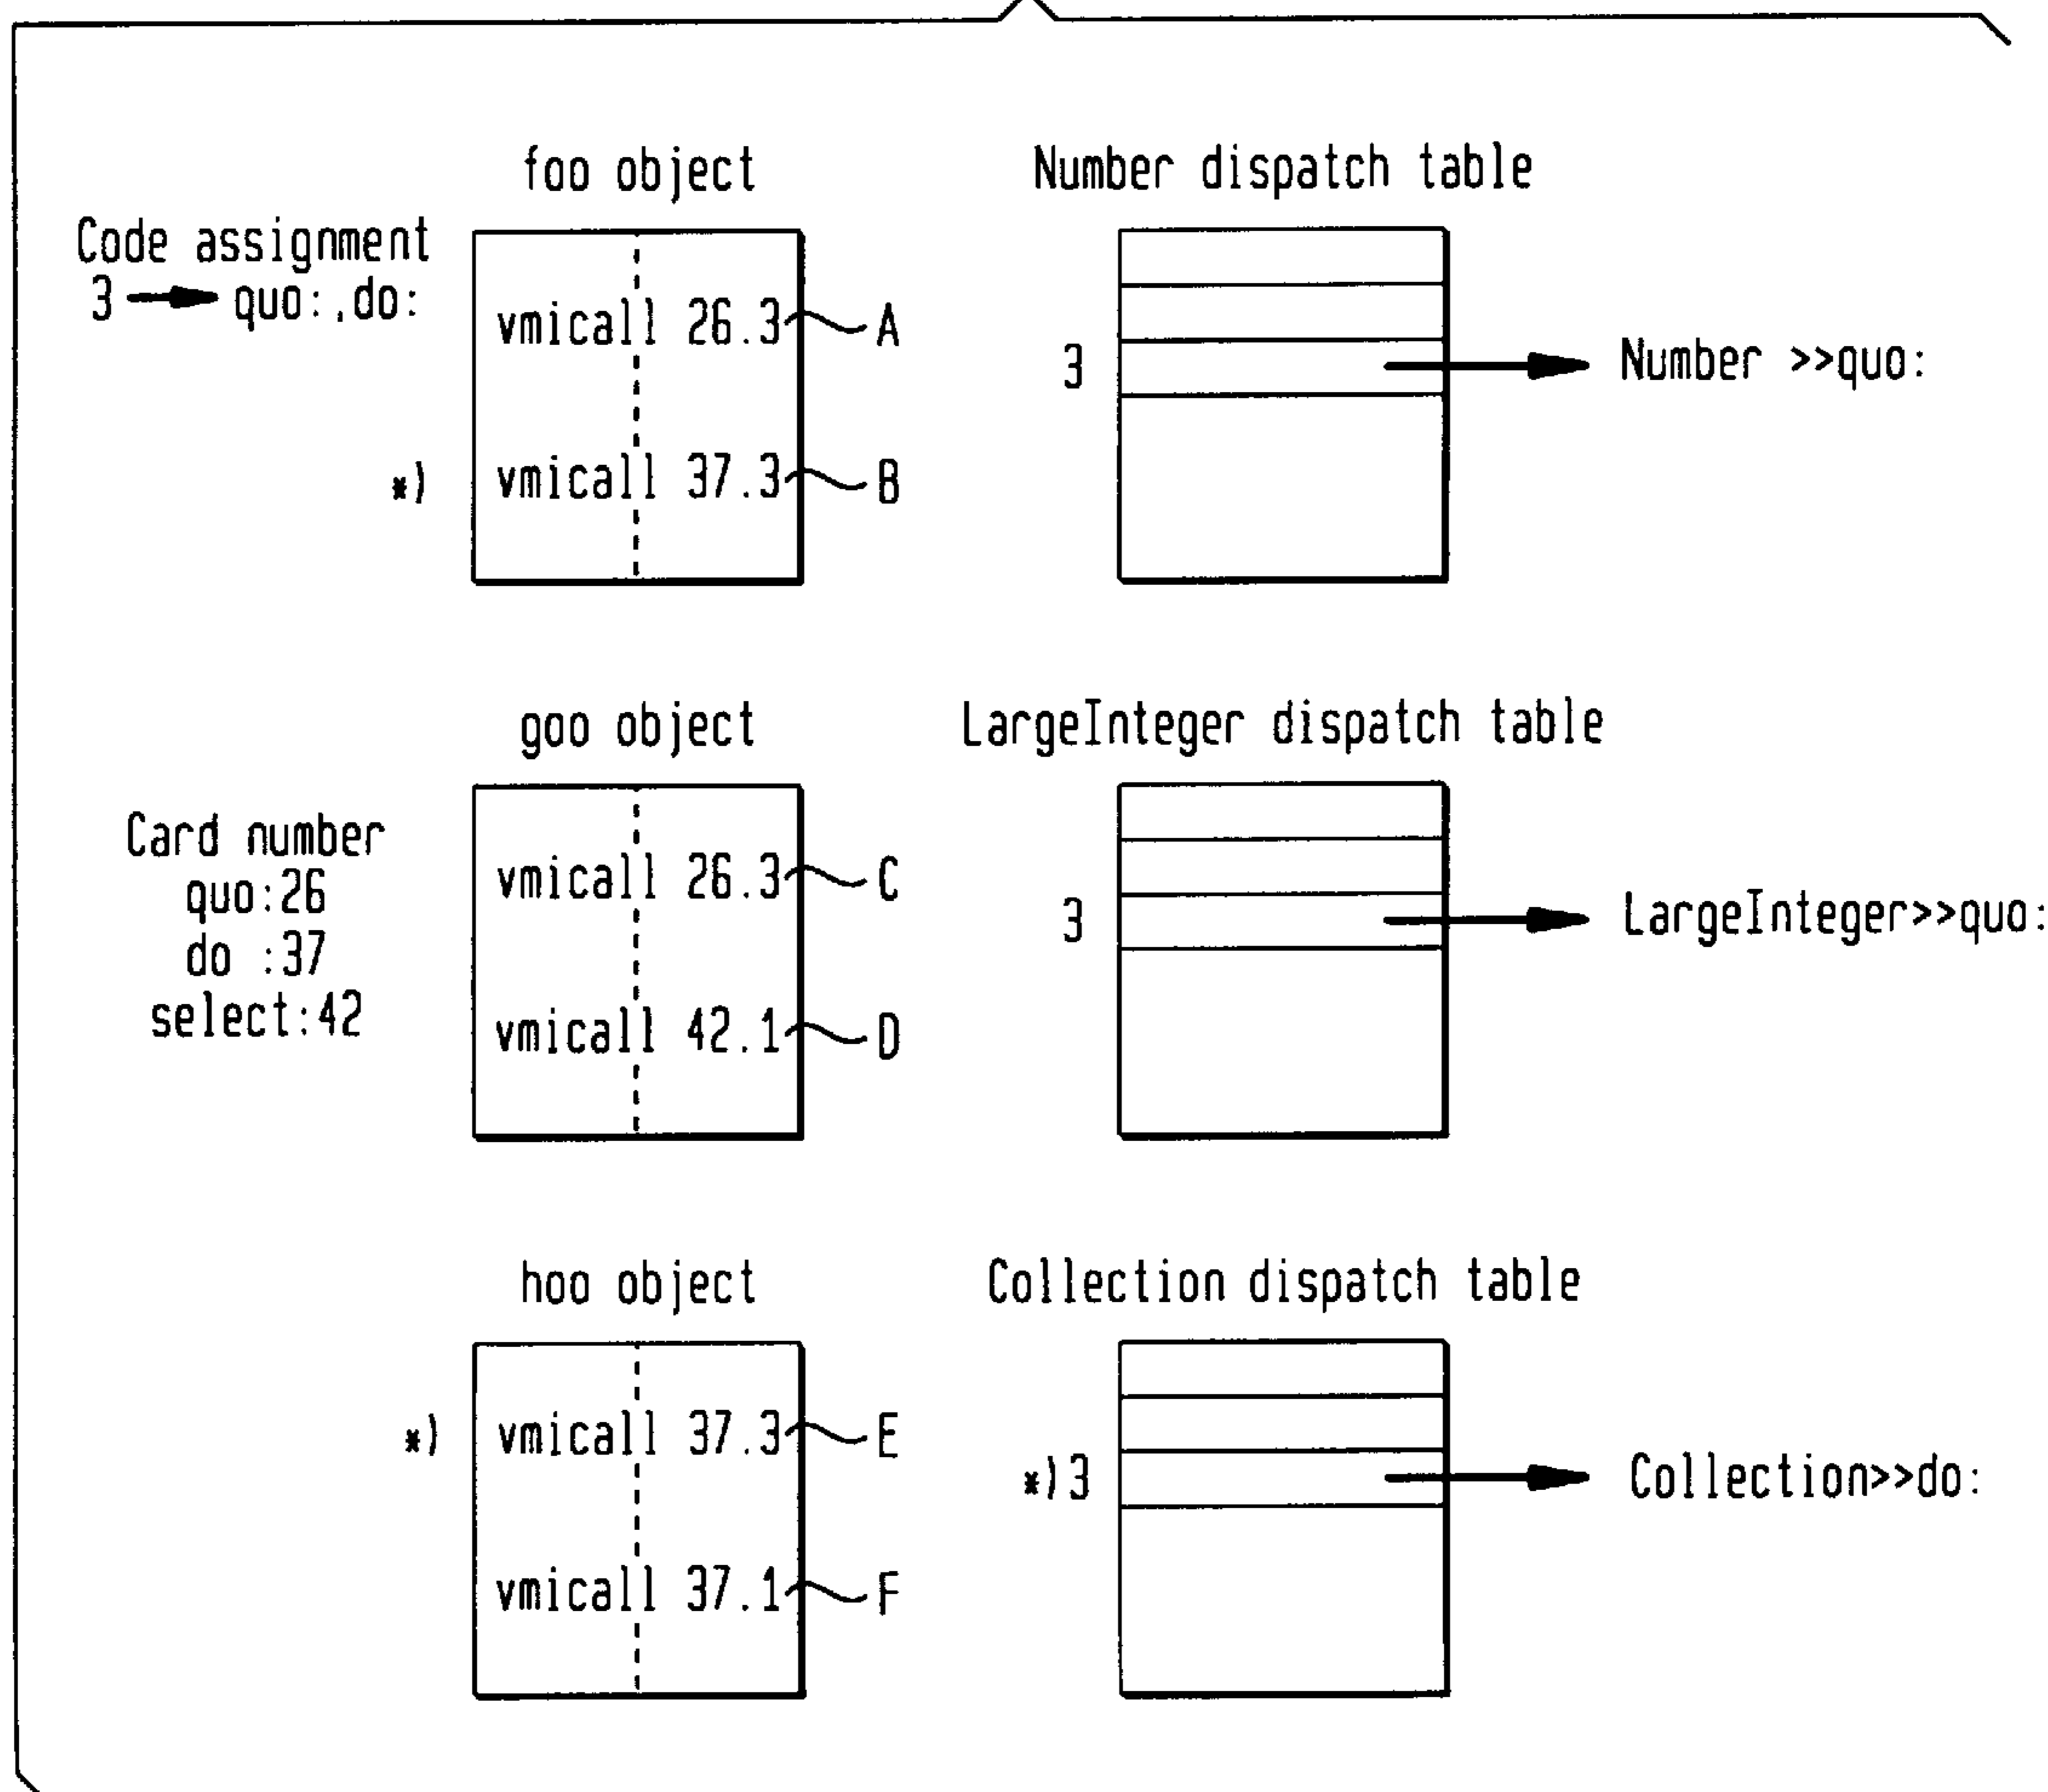 foo object
Number dispatch table
Code assignment
3 → quo:,do:
vmicall 26.3 A
3
Number >>quo:
*) vmicall 37.3 B
goo object
LargeInteger dispatch table
Card number
quo:26
do :37
select:42
vmicall 26.3 C
3
LargeInteger>>quo:
vmicall 42.1 D
hoo object
Collection dispatch table
*) vmicall 37.3 E
*)3
Collection>>do:
vmicall 37.1 F